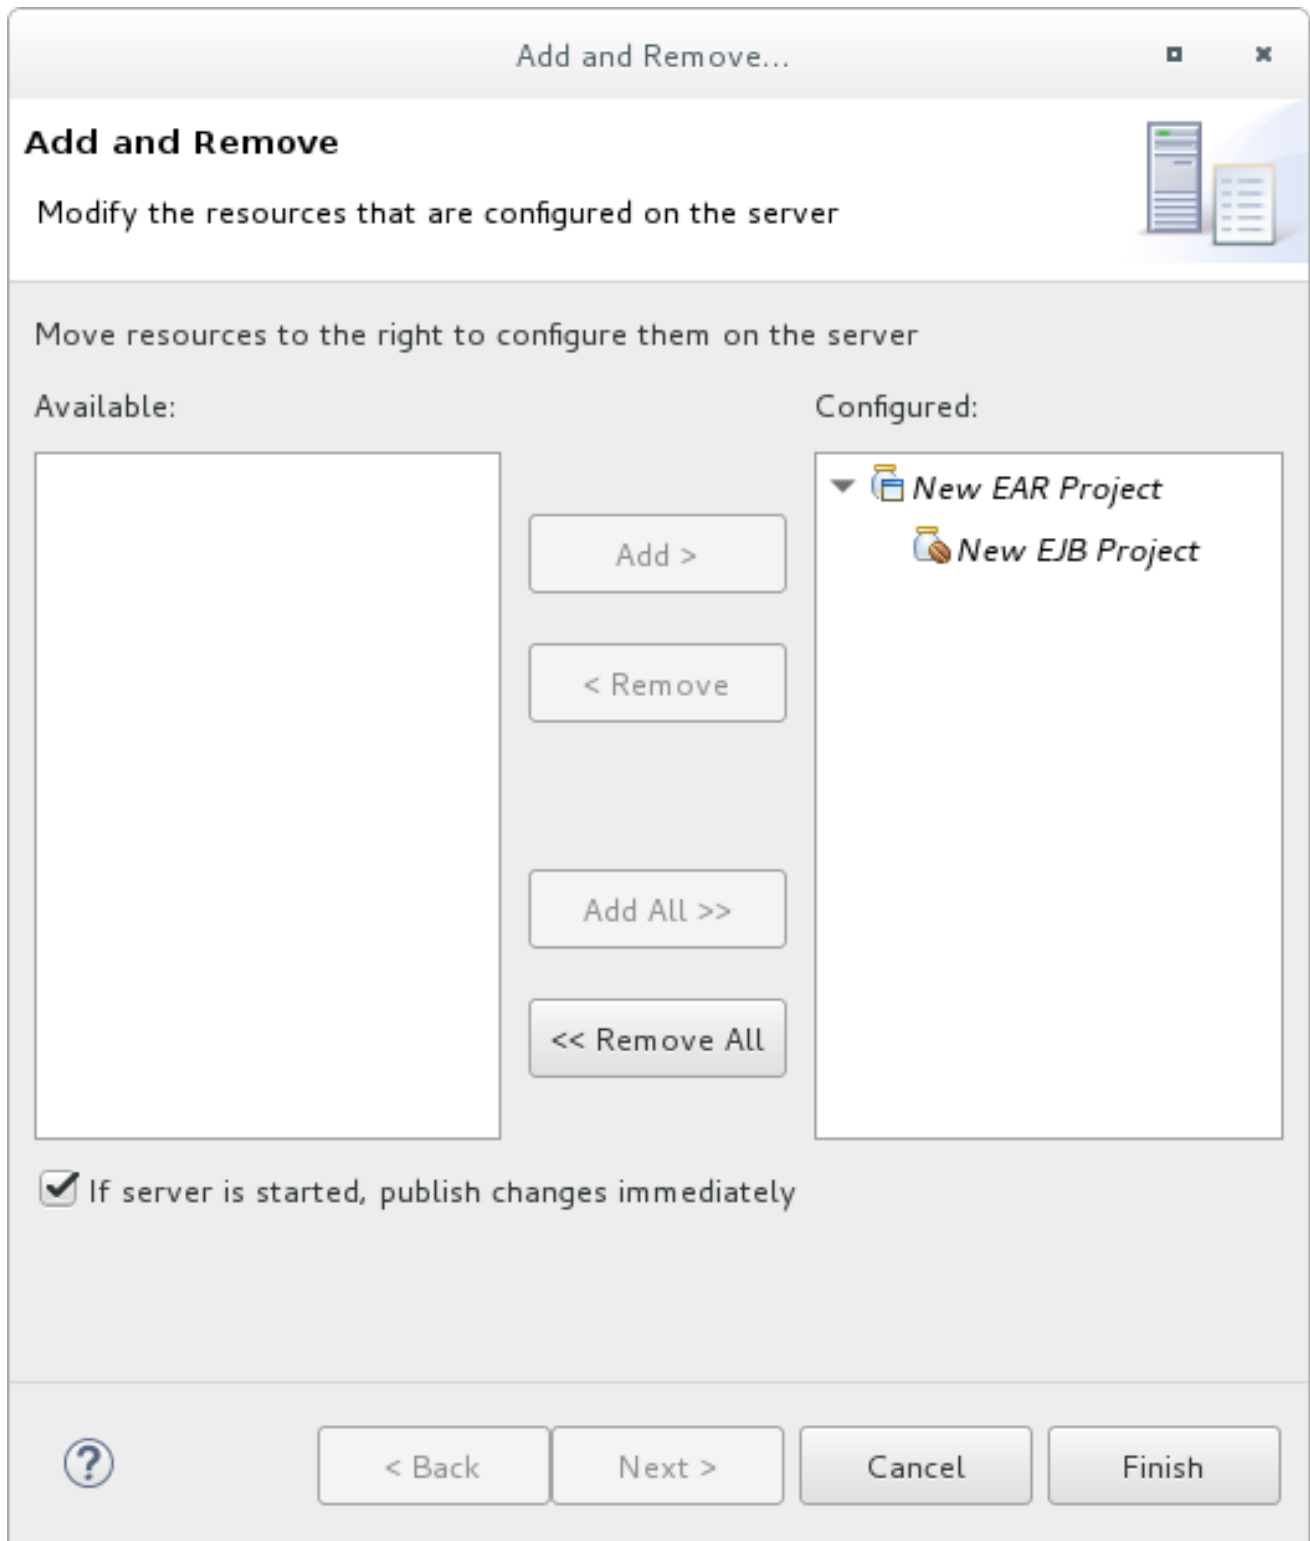 Add and Remove...
Add and Remove
Modify the resources that are configured on the server
Move resources to the right to configure them on the server
Available:
Configured:
New EAR Project
New EJB Project
Add >
< Remove
Add All >>
<< Remove All
If server is started, publish changes immediately
?
< Back
Next >
Cancel
Finish